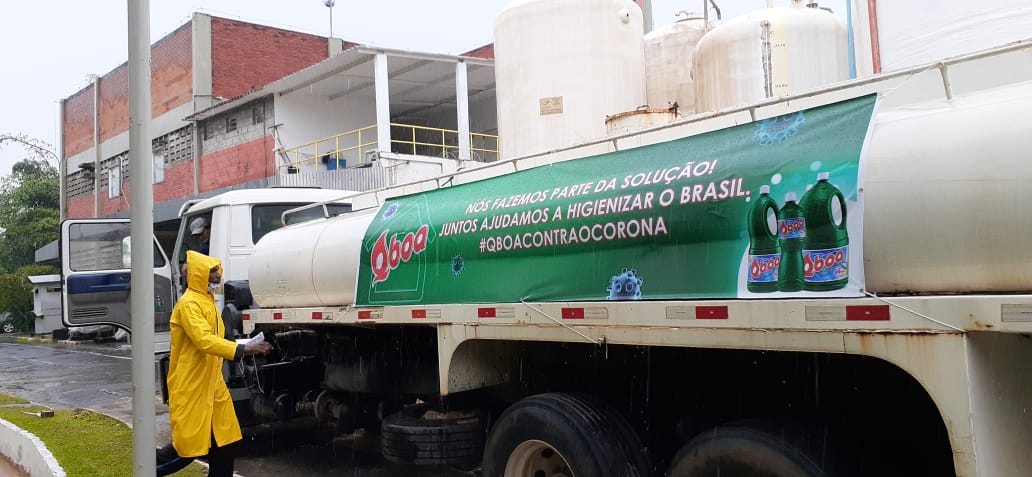 Qboa
NÓS FAZEMOS PARTE DA SOLUÇÃO!
JUNTOS AJUDAMOS A HIGIENIZAR O BRASIL.
#QBOACONTRAOCORONA
Qboa
Qboa
Qboa